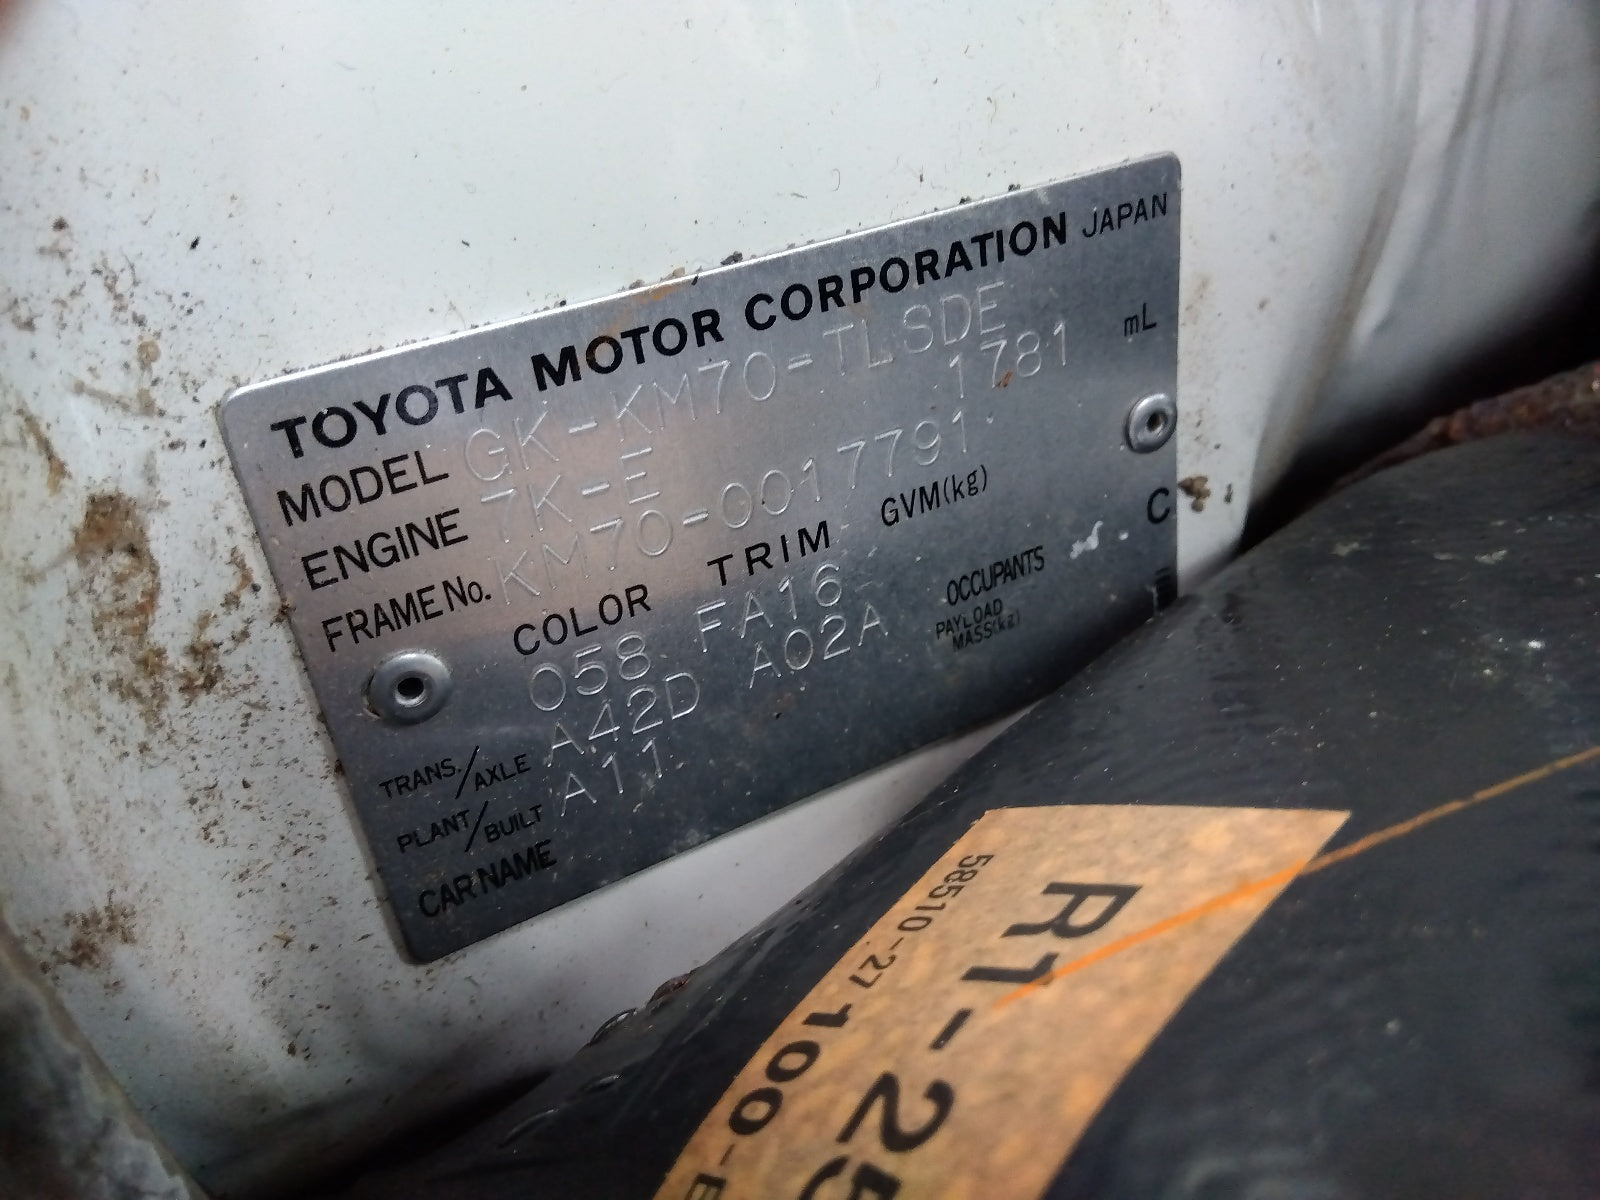 TOYOTA MOTOR CORPORATION JAPAN
MODEL GK-KM70-TLSDE
ENGINE 7K-E 1781 mL
FRAME No. KM70-0017791
COLOR TRIM GVM(kg)
058 FA16 C
TRANS./AXLE A42D A02A OCCUPANTS
PLANT/BUILT A11 PAYLOAD MASS(kg)
CAR NAME
R1-25
58510-27100-